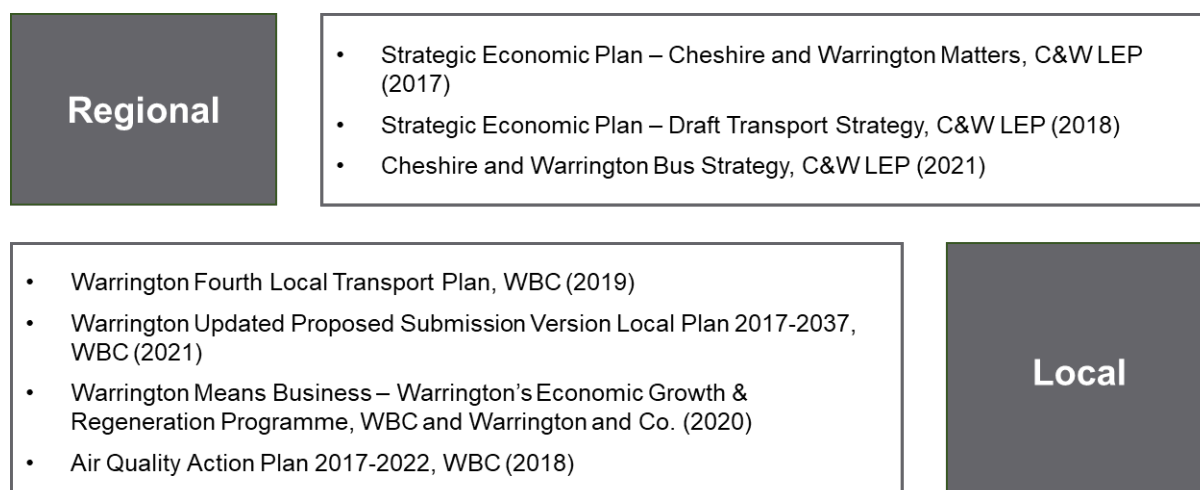 Regional
• Strategic Economic Plan – Cheshire and Warrington Matters, C&W LEP
(2017)
• Strategic Economic Plan – Draft Transport Strategy, C&W LEP (2018)
• Cheshire and Warrington Bus Strategy, C&W LEP (2021)
• Warrington Fourth Local Transport Plan, WBC (2019)
• Warrington Updated Proposed Submission Version Local Plan 2017-2037,
WBC (2021)
• Warrington Means Business – Warrington's Economic Growth &
Regeneration Programme, WBC and Warrington and Co. (2020)
• Air Quality Action Plan 2017-2022, WBC (2018)
Local